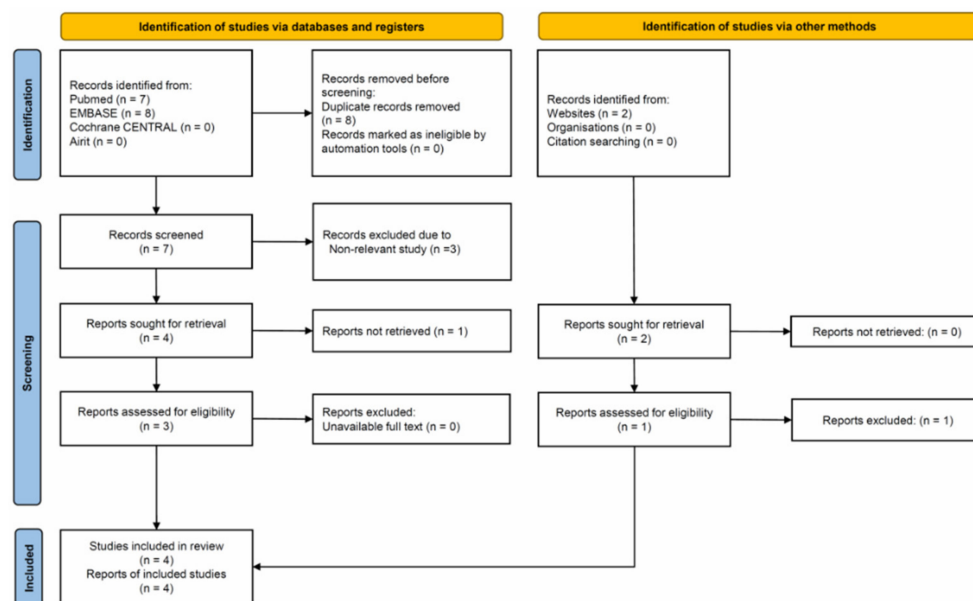 Identification of studies via databases and registers
Identification of studies via other methods
Identification
Records identified from:
Pubmed (n = 7)
EMBASE (n = 8)
Cochrane CENTRAL (n = 0)
Airit (n = 0)
Records removed before
screening:
Duplicate records removed
(n = 8)
Records marked as ineligible by
automation tools (n = 0)
Records identified from:
Websites (n = 2)
Organisations (n = 0)
Citation searching (n = 0)
Screening
Records screened
(n = 7)
Records excluded due to
Non-relevant study (n =3)
Reports sought for retrieval
(n = 4)
Reports not retrieved (n = 1)
Reports sought for retrieval
(n = 2)
Reports not retrieved: (n = 0)
Reports assessed for eligibility
(n = 3)
Reports excluded:
Unavailable full text (n = 0)
Reports assessed for eligibility
(n = 1)
Reports excluded: (n = 1)
Included
Studies included in review
(n = 4)
Reports of included studies
(n = 4)